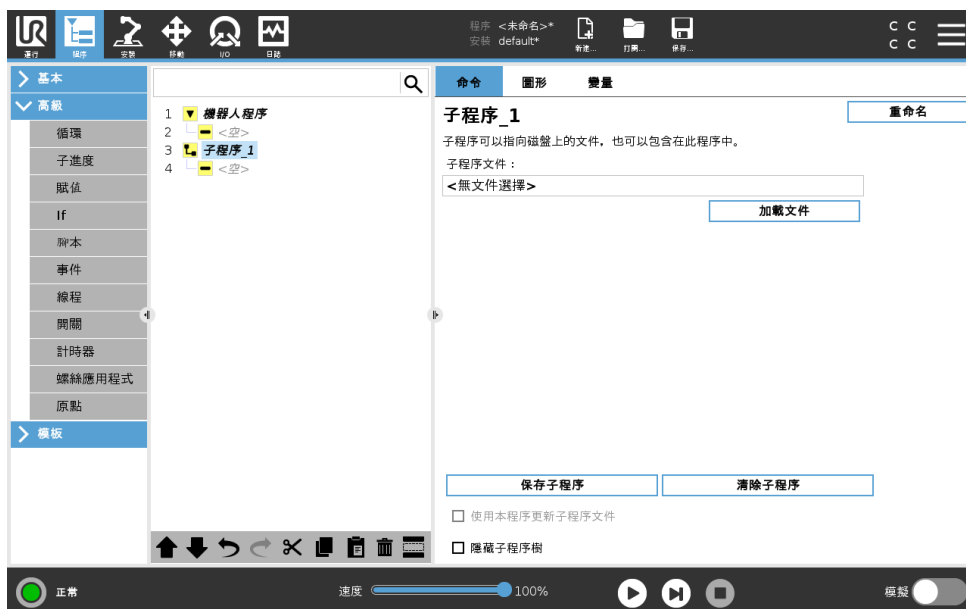 UR
運行
程序
安裝
移動
I/O
日誌
程序 <未命名>*
安裝 default*
新建...
打開...
保存...
C C
C C
基本
高級
循環
子進度
賦值
If
腳本
事件
線程
開關
計時器
螺絲應用程式
原點
模板
1 機器人程序
2 <空>
3 子程序_1
4 <空>
命令 圖形 變量
子程序_1
重命名
子程序可以指向磁盤上的文件，也可以包含在此程序中。
子程序文件：
<無文件選擇>
加載文件
保存子程序
清除子程序
使用本程序更新子程序文件
隱藏子程序樹
正常
速度
100%
模擬